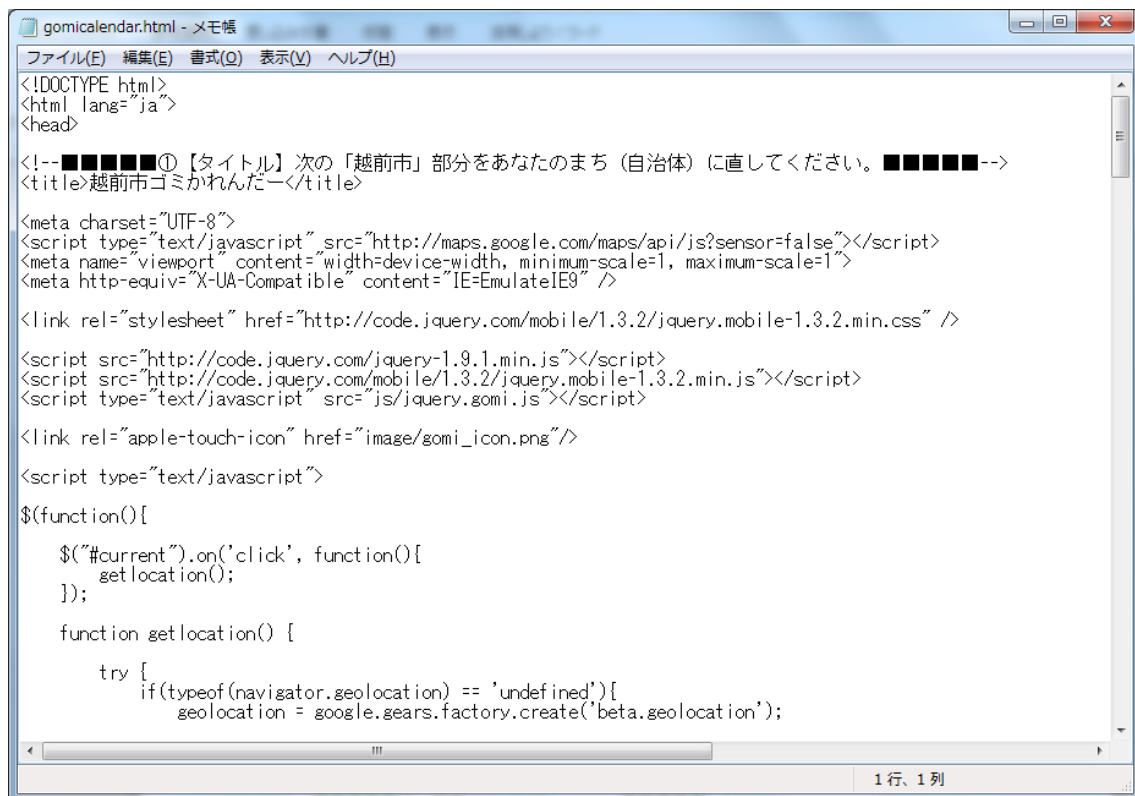 gomicalendar.html - メモ帳
ファイル(F) 編集(E) 書式(O) 表示(V) ヘルプ(H)
<!DOCTYPE html>
<html lang="ja">
<head>
<!--■■■■■①【タイトル】次の「越前市」部分をあなたのまち（自治体）に直してください。■■■■■-->
<title>越前市ゴミかれんだー</title>
<meta charset="UTF-8">
<script type="text/javascript" src="http://maps.google.com/maps/api/js?sensor=false"></script>
<meta name="viewport" content="width=device-width, minimum-scale=1, maximum-scale=1">
<meta http-equiv="X-UA-Compatible" content="IE=EmulateIE9" />
<link rel="stylesheet" href="http://code.jquery.com/mobile/1.3.2/jquery.mobile-1.3.2.min.css" />
<script src="http://code.jquery.com/jquery-1.9.1.min.js"></script>
<script src="http://code.jquery.com/mobile/1.3.2/jquery.mobile-1.3.2.min.js"></script>
<script type="text/javascript" src="js/jquery.gomi.js"></script>
<link rel="apple-touch-icon" href="image/gomi_icon.png"/>
<script type="text/javascript">
$(function(){
$("#current").on('click', function(){
getlocation();
});
function getlocation() {
try {
if(typeof(navigator.geolocation) == 'undefined'){
geolocation = google.gears.factory.create('beta.geolocation');
1 行、1 列